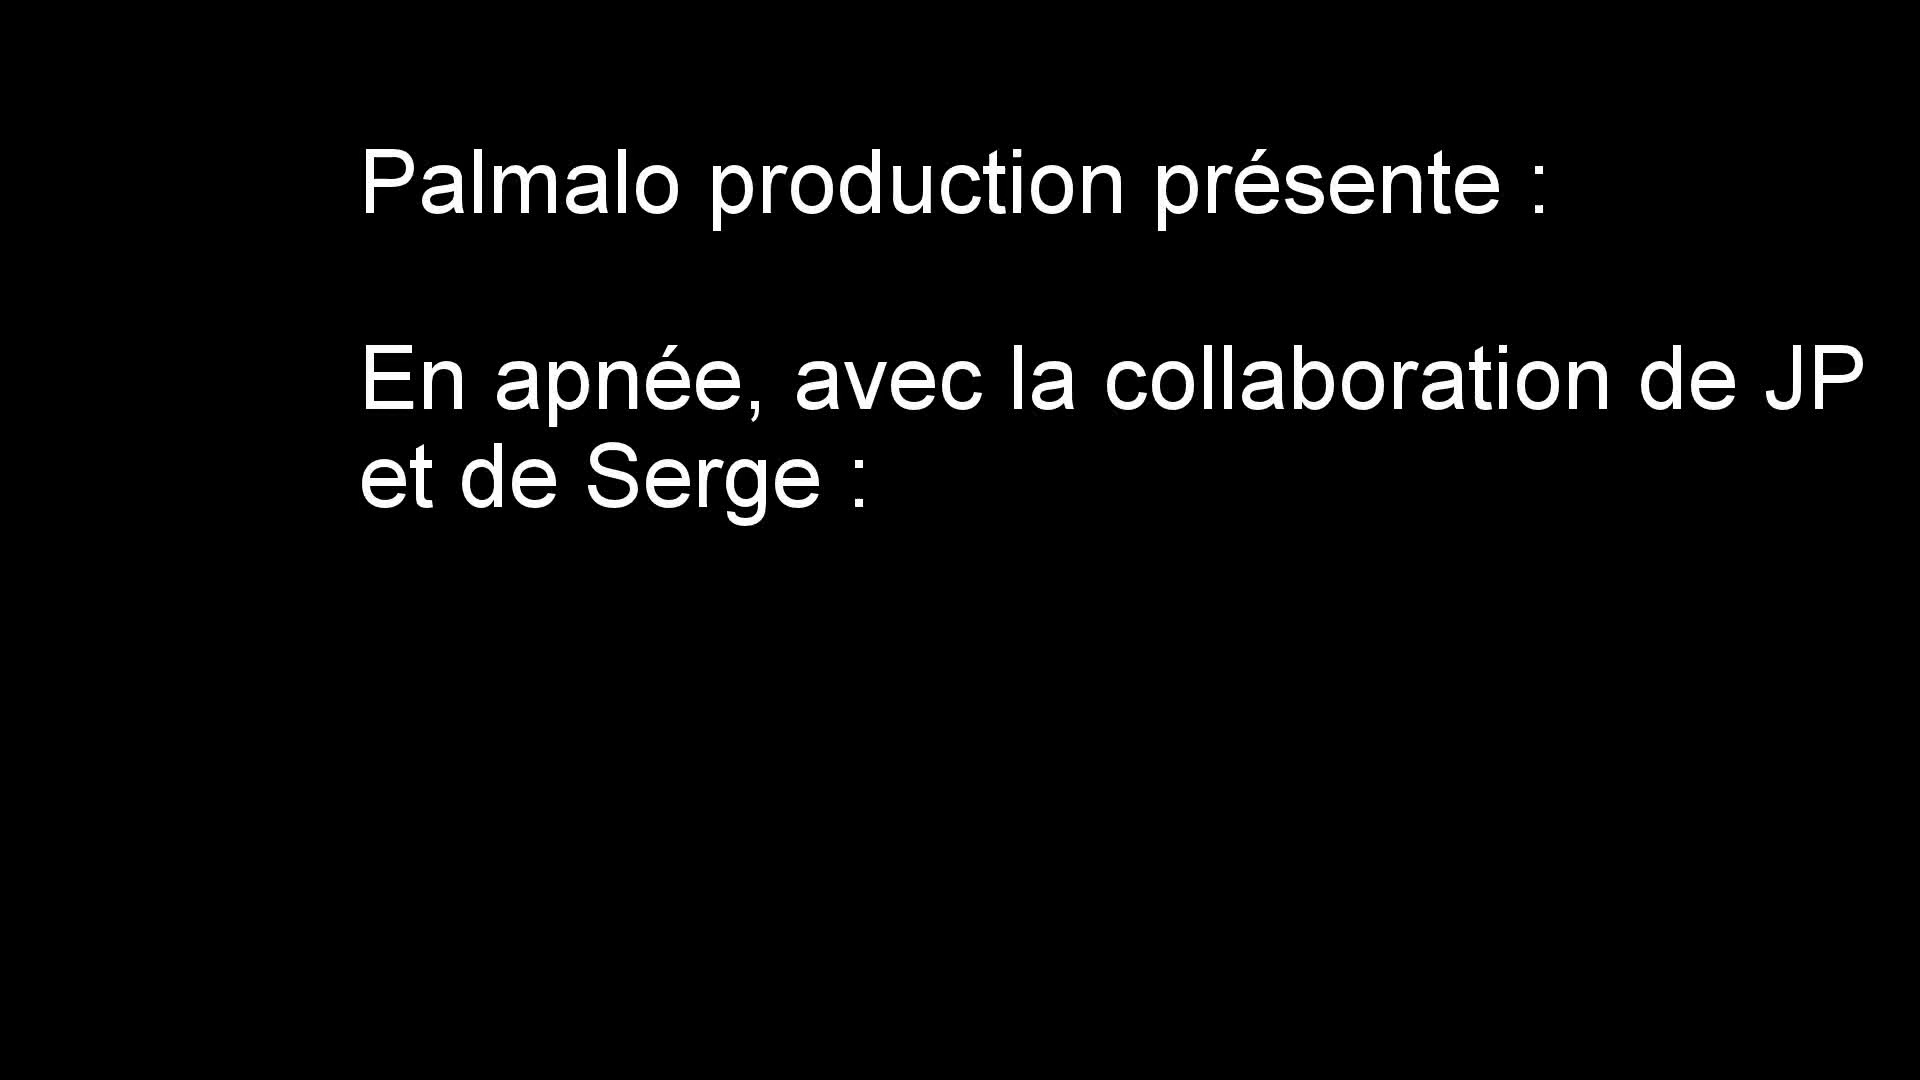 Palmalo production présente :
En apnée, avec la collaboration de JP
et de Serge :